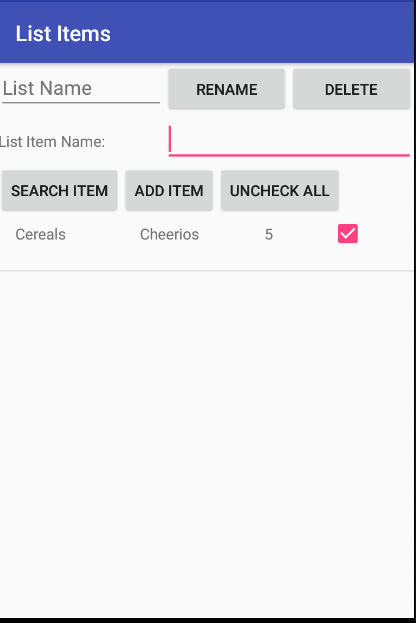 List Items
List Name RENAME DELETE
List Item Name:
SEARCH ITEM ADD ITEM UNCHECK ALL
Cereals Cheerios 5